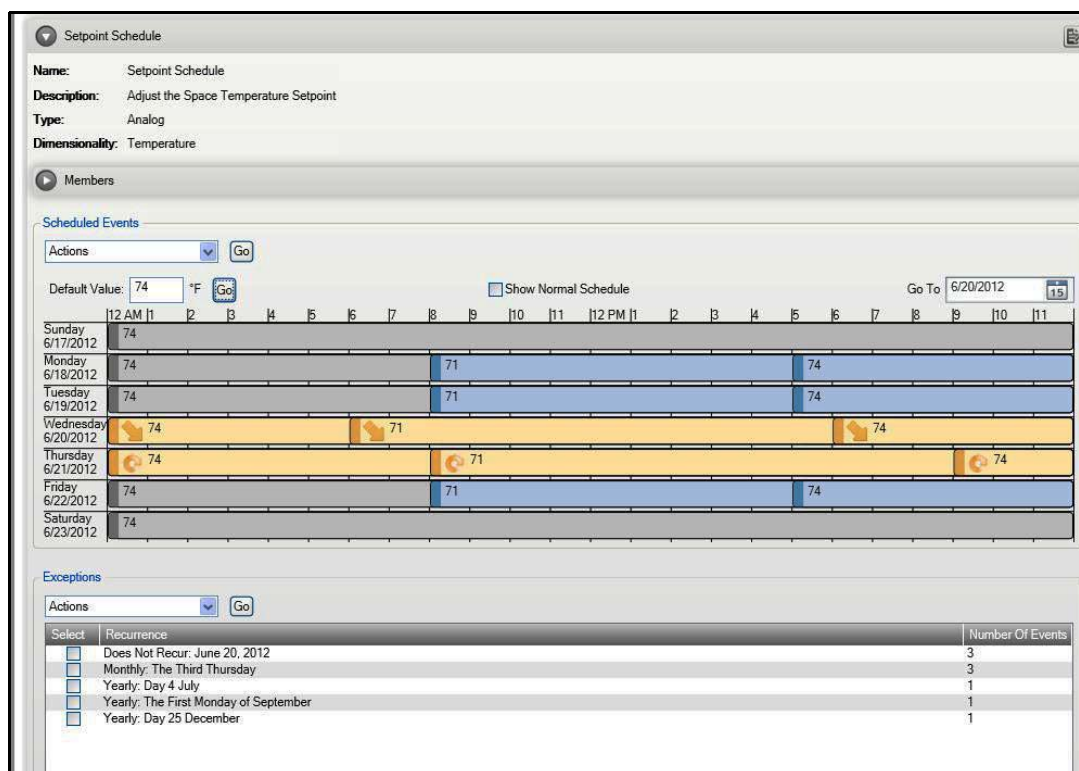 Setpoint Schedule
Name: Setpoint Schedule
Description: Adjust the Space Temperature Setpoint
Type: Analog
Dimensionality: Temperature
Members
Scheduled Events
Actions Go
Default Value: 74 °F Go Show Normal Schedule Go To 6/20/2012 15
12 AM 1 2 3 4 5 6 7 8 9 10 11 12 PM 1 2 3 4 5 6 7 8 9 10 11
Sunday 74
6/17/2012
Monday 74 71 74
6/18/2012
Tuesday 74 71 74
6/19/2012
Wednesday 74 71 74
6/20/2012
Thursday 74 71 74
6/21/2012
Friday 74 71 74
6/22/2012
Saturday 74
6/23/2012
Exceptions
Actions Go
Select Recurrence Number Of Events
Does Not Recur: June 20, 2012 3
Monthly: The Third Thursday 3
Yearly: Day 4 July 1
Yearly: The First Monday of September 1
Yearly: Day 25 December 1